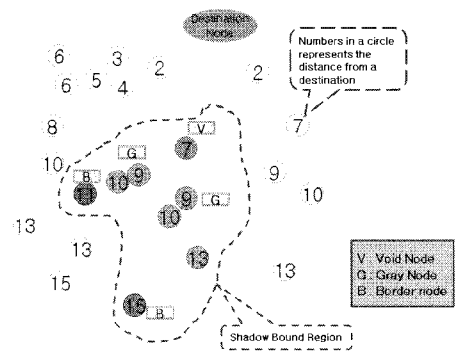 Destination
Node
Numbers in a circle
represents the
distance from a
destination
6
3
2
2
6
5
4
7
8
V
7
10
G
B
9
9
11
10
10
9
G
10
13
13
13
13
15
15
B
V Void Node
G Gray Node
B Border node
Shadow Bound Region